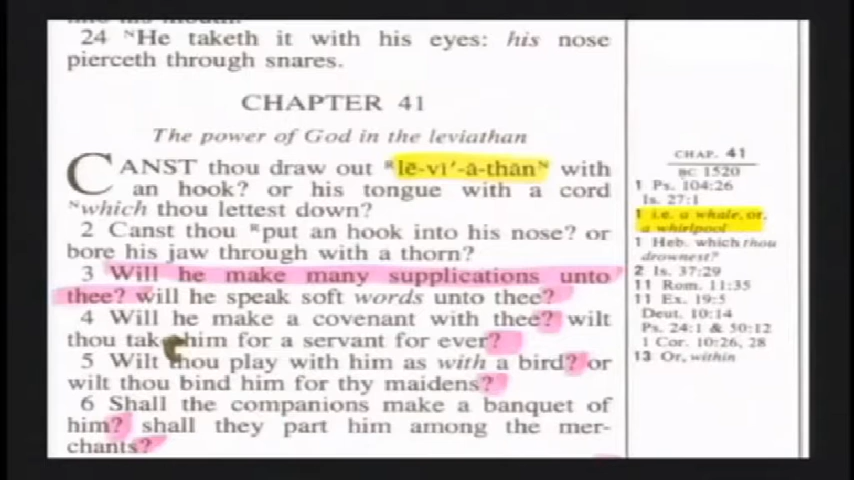 24 ᴺHe taketh it with his eyes: his nose
pierceth through snares.
CHAPTER 41
The power of God in the leviathan
CANST thou draw out ᴿlē-vī′-ā-thănᴺ with
an hook? or his tongue with a cord
ᴺwhich thou lettest down?
2 Canst thou ᴿput an hook into his nose? or
bore his jaw through with a thorn?
3 Will he make many supplications unto
thee? will he speak soft words unto thee?
4 Will he make a covenant with thee? wilt
thou take him for a servant for ever?
5 Wilt thou play with him as with a bird? or
wilt thou bind him for thy maidens?
6 Shall the companions make a banquet of
him? shall they part him among the mer-
chants?
CHAP. 41
BC 1520
1 Ps. 104:26
Is. 27:1
1 i.e. a whale, or,
a whirlpool
1 Heb. which thou
drownest?
2 Is. 37:29
11 Rom. 11:35
11 Ex. 19:5
Deut. 10:14
Ps. 24:1 & 50:12
1 Cor. 10:26, 28
13 Or, within